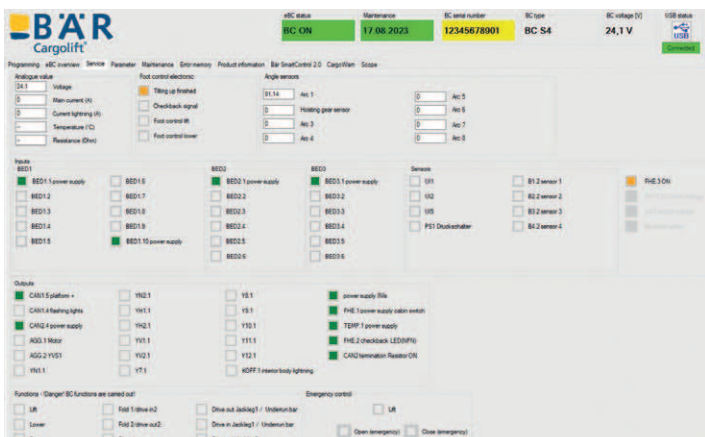 BÄR
Cargolift
eBC status
BC ON
Maintenance
17.08.2023
BC serial number
12345678901
BC type
BC S4
BC voltage [V]
24,1 V
USB status
USB
Connected
Programming eBC overview Service Parameter Maintenance Error memory Product information Bär SmartControl 2.0 CargoWarn Scope
Analogue value
24.1 Voltage
0 Main current (A)
0 Current lightning (A)
-- Temperature (°C)
-- Resistance (Ohm)
Foot control electronic
Tilting up finished
Checkback signal
Foot control lift
Foot control lower
Angle sensors
91,14 Arc 1
0 Hoisting gear sensor
0 Arc 3
0 Arc 4
0 Arc 5
0 Arc 6
0 Arc 7
0 Arc 8
Inputs
BED1
BED1.1 power supply
BED1.2
BED1.3
BED1.4
BED1.5
BED1.6
BED1.7
BED1.8
BED1.9
BED1.10 power supply
BED2
BED2.1 power supply
BED2.2
BED2.3
BED2.4
BED2.5
BED2.6
BED3
BED3.1 power supply
BED3.2
BED3.3
BED3.4
BED3.5
BED3.6
Sensors
UI1
UI2
UI5
PS1 Druckschalter
B1.2 sensor 1
B2.2 sensor 2
B3.2 sensor 3
B4.2 sensor 4
FHE.3 ON
Outputs
CAN1.5 platform +
CAN1.4 flashing lights
CAN2.4 power supply
AGG.1 Motor
AGG.2 YVS1
YN1.1
YN2.1
YH1.1
YH2.1
YV1.1
YV2.1
Y7.1
Y8.1
Y9.1
Y10.1
Y11.1
Y12.1
KOFF.1 interior body lightning
power supply BWs
FHE.1 power supply cabin switch
TEMP.1 power supply
FHE.2 checkback LED(NPN)
CAN2 termination Resistor ON
Functions - !Danger! BC functions are carried out!
Lift
Lower
Fold 1/drive in2
Fold 2/drive out2
Drive out Jackleg1 / Underrun bar
Drive in Jackleg1 / Underrun bar
Emergency control
Lift
Open (emergency)
Close (emergency)